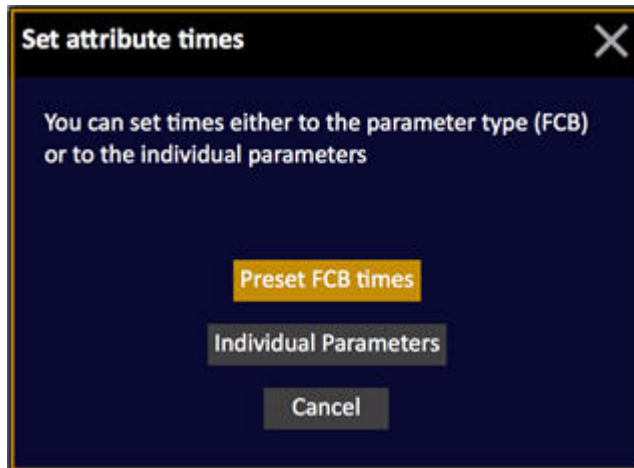 Set attribute times
You can set times either to the parameter type (FCB)
or to the individual parameters
Preset FCB times
Individual Parameters
Cancel